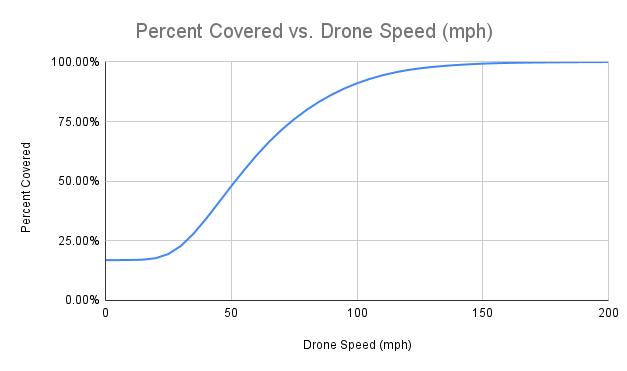 Percent Covered vs. Drone Speed (mph)
100.00%
75.00%
50.00%
25.00%
0.00%
Percent Covered
0 50 100 150 200
Drone Speed (mph)